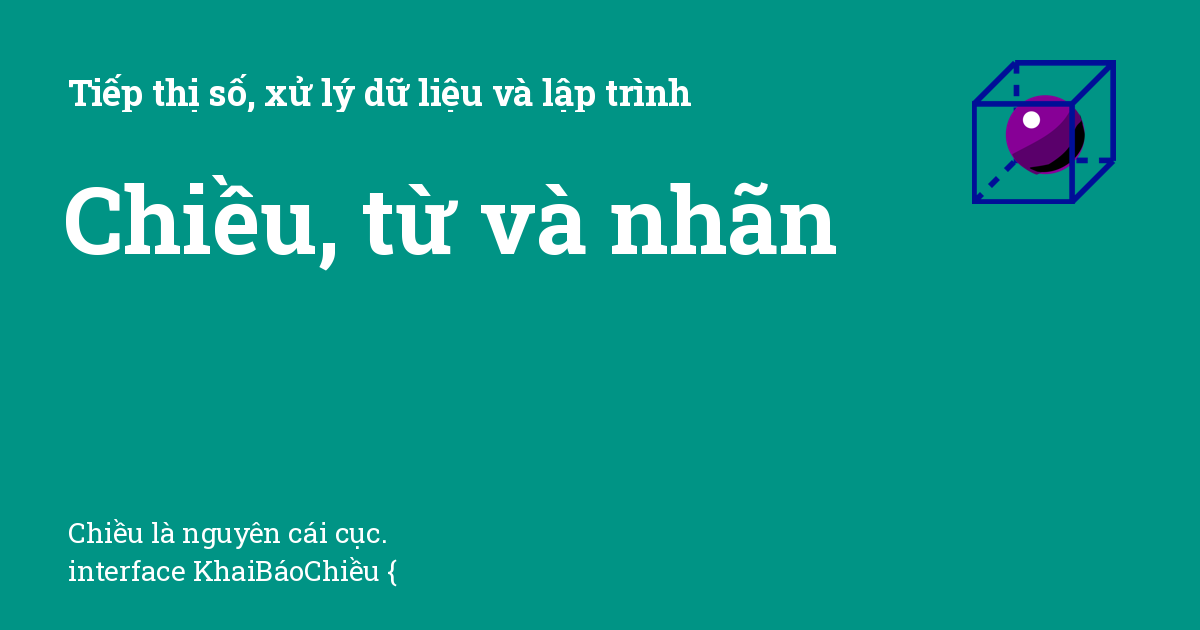 Tiếp thị số, xử lý dữ liệu và lập trình
Chiều, từ và nhãn
Chiều là nguyên cái cục.
interface KhaiBáoChiều {